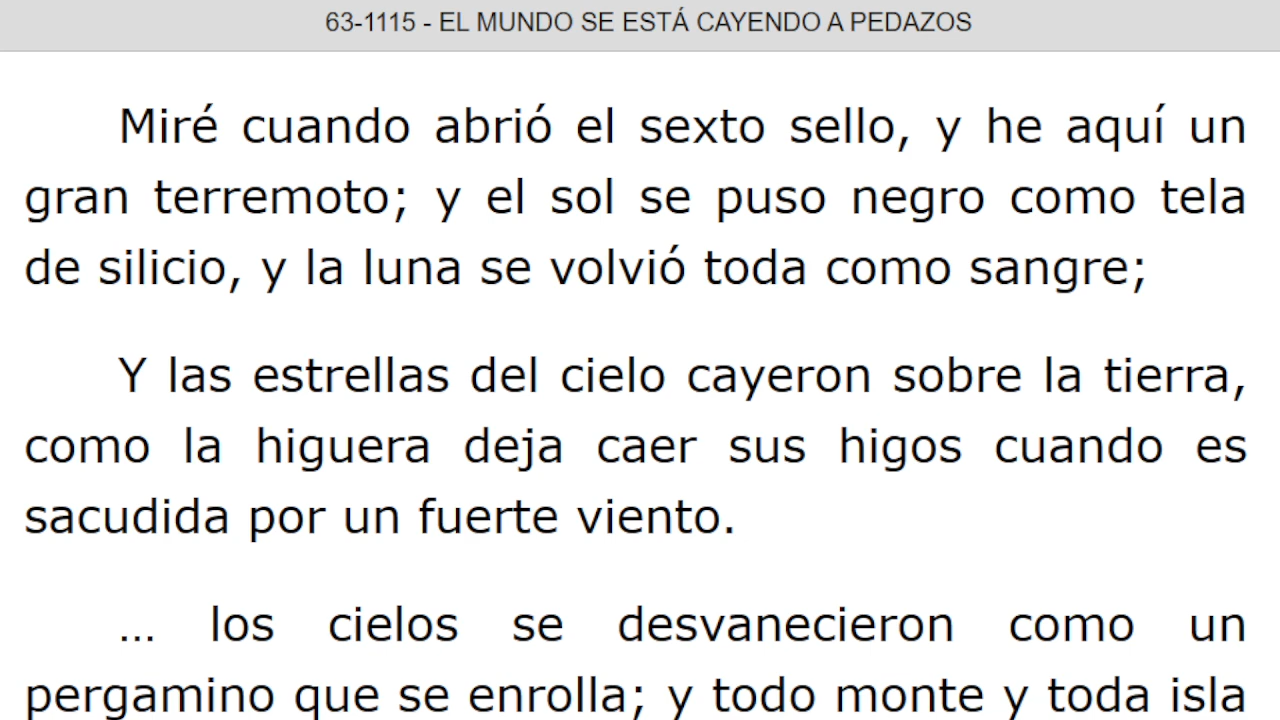 63-1115 - EL MUNDO SE ESTÁ CAYENDO A PEDAZOS
Miré cuando abrió el sexto sello, y he aquí un
gran terremoto; y el sol se puso negro como tela
de silicio, y la luna se volvió toda como sangre;
Y las estrellas del cielo cayeron sobre la tierra,
como la higuera deja caer sus higos cuando es
sacudida por un fuerte viento.
... los cielos se desvanecieron como un
pergamino que se enrolla; y todo monte y toda isla